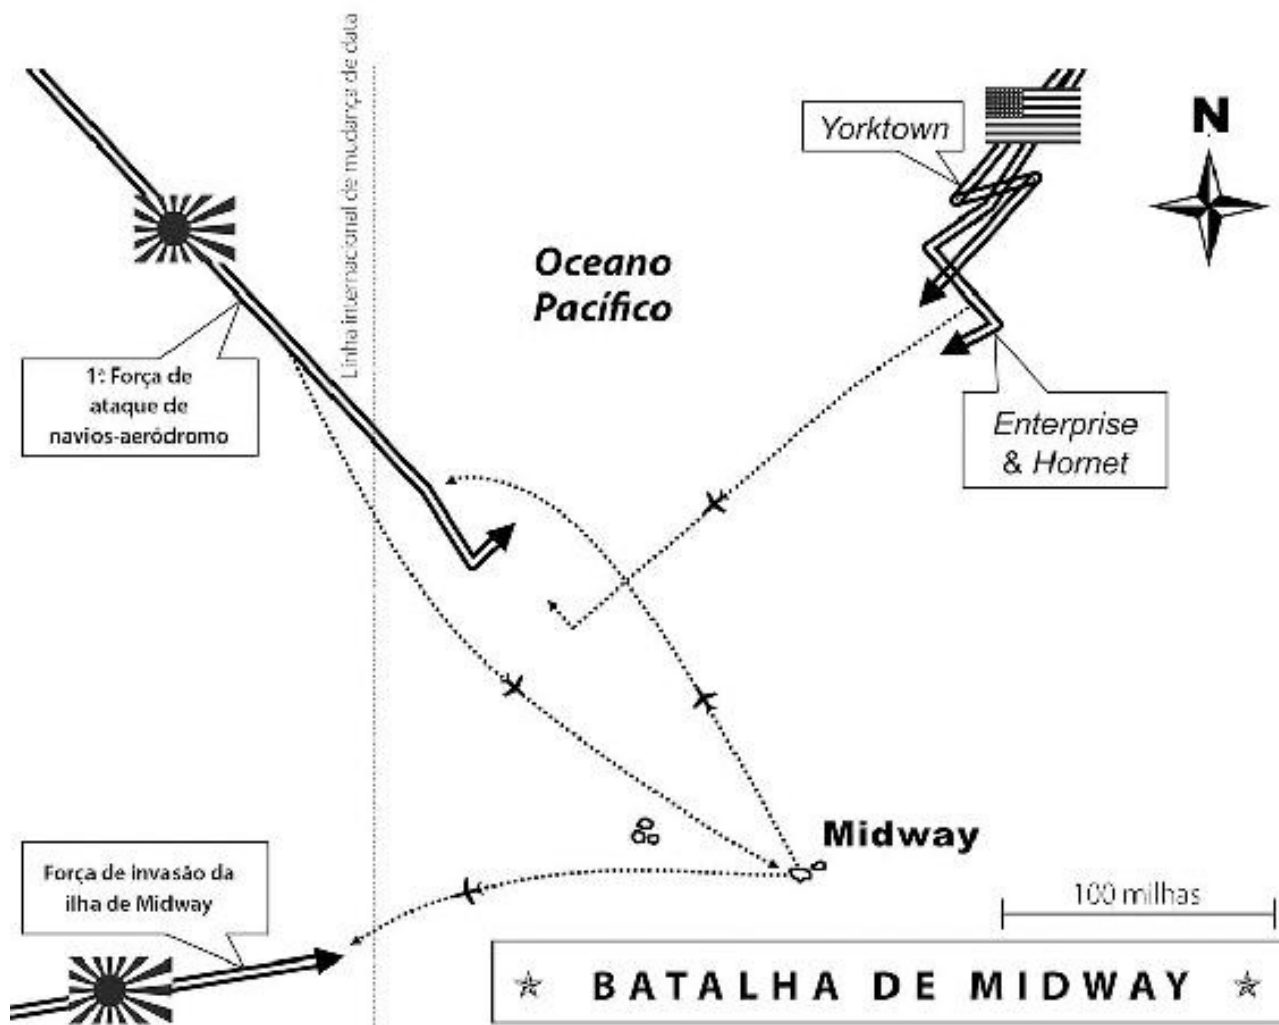 Linha internacional de mudança de data
Yorktown
N
Oceano
Pacífico
1ª Força de
ataque de
navios-aeródromo
Enterprise
& Hornet
Midway
Força de invasão da
ilha de Midway
100 milhas
BATALHA DE MIDWAY